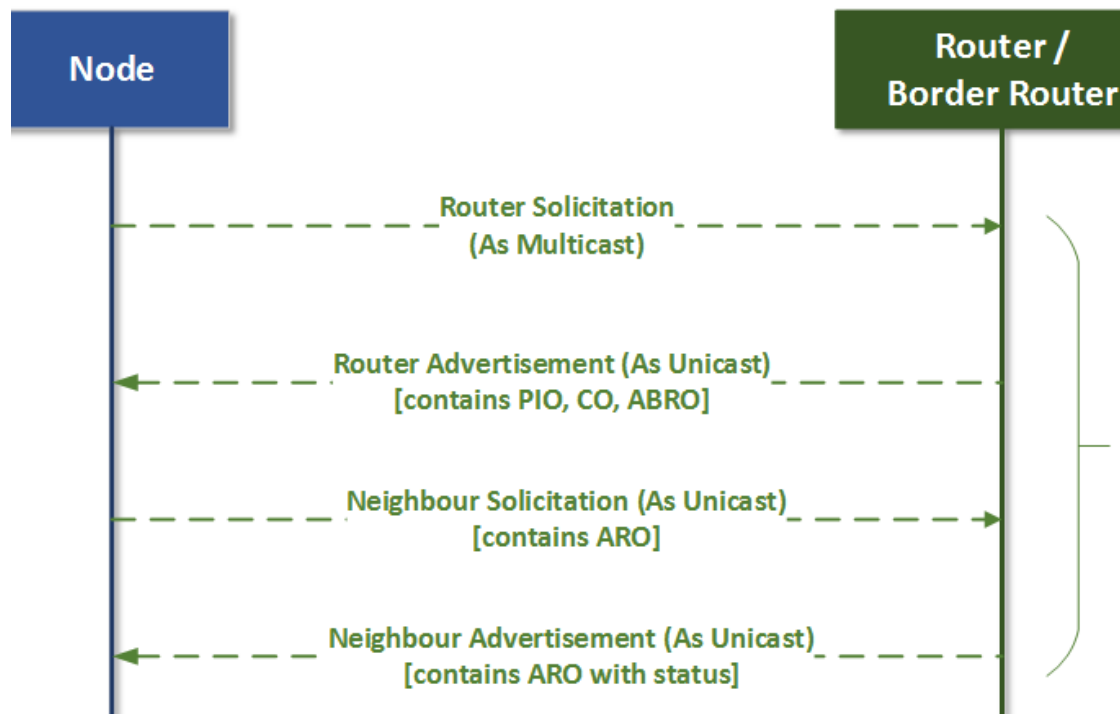 Node
Router /
Border Router
Router Solicitation
(As Multicast)
Router Advertisement (As Unicast)
[contains PIO, CO, ABRO]
Neighbour Solicitation (As Unicast)
[contains ARO]
Neighbour Advertisement (As Unicast)
[contains ARO with status]